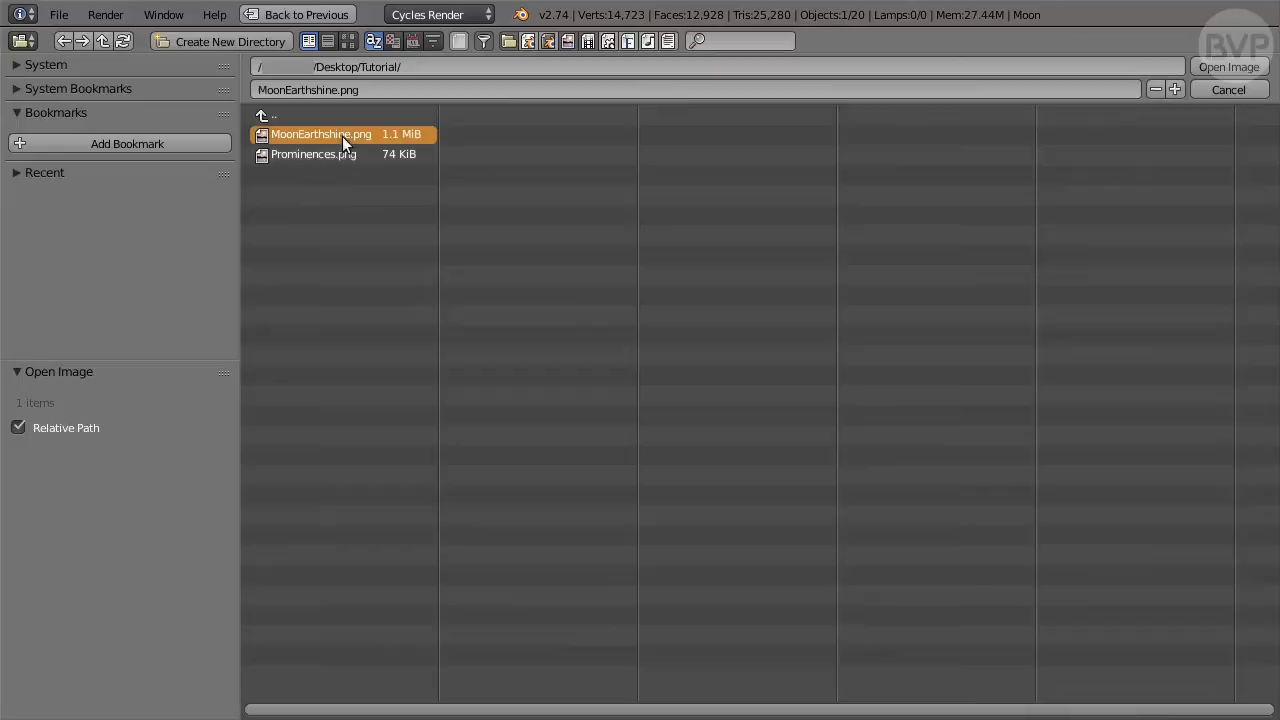 File Render Window Help Back to Previous Cycles Render v2.74 | Verts:14,723 | Faces:12,928 | Tris:25,280 | Objects:1/20 | Lamps:0/0 | Mem:27.44M | Moon
BVP
Create New Directory
System
System Bookmarks
Bookmarks
Add Bookmark
Recent
/ /Desktop/Tutorial/ Open Image
MoonEarthshine.png Cancel
..
MoonEarthshine.png 1.1 MiB
Prominences.png 74 KiB
Open Image
1 items
Relative Path